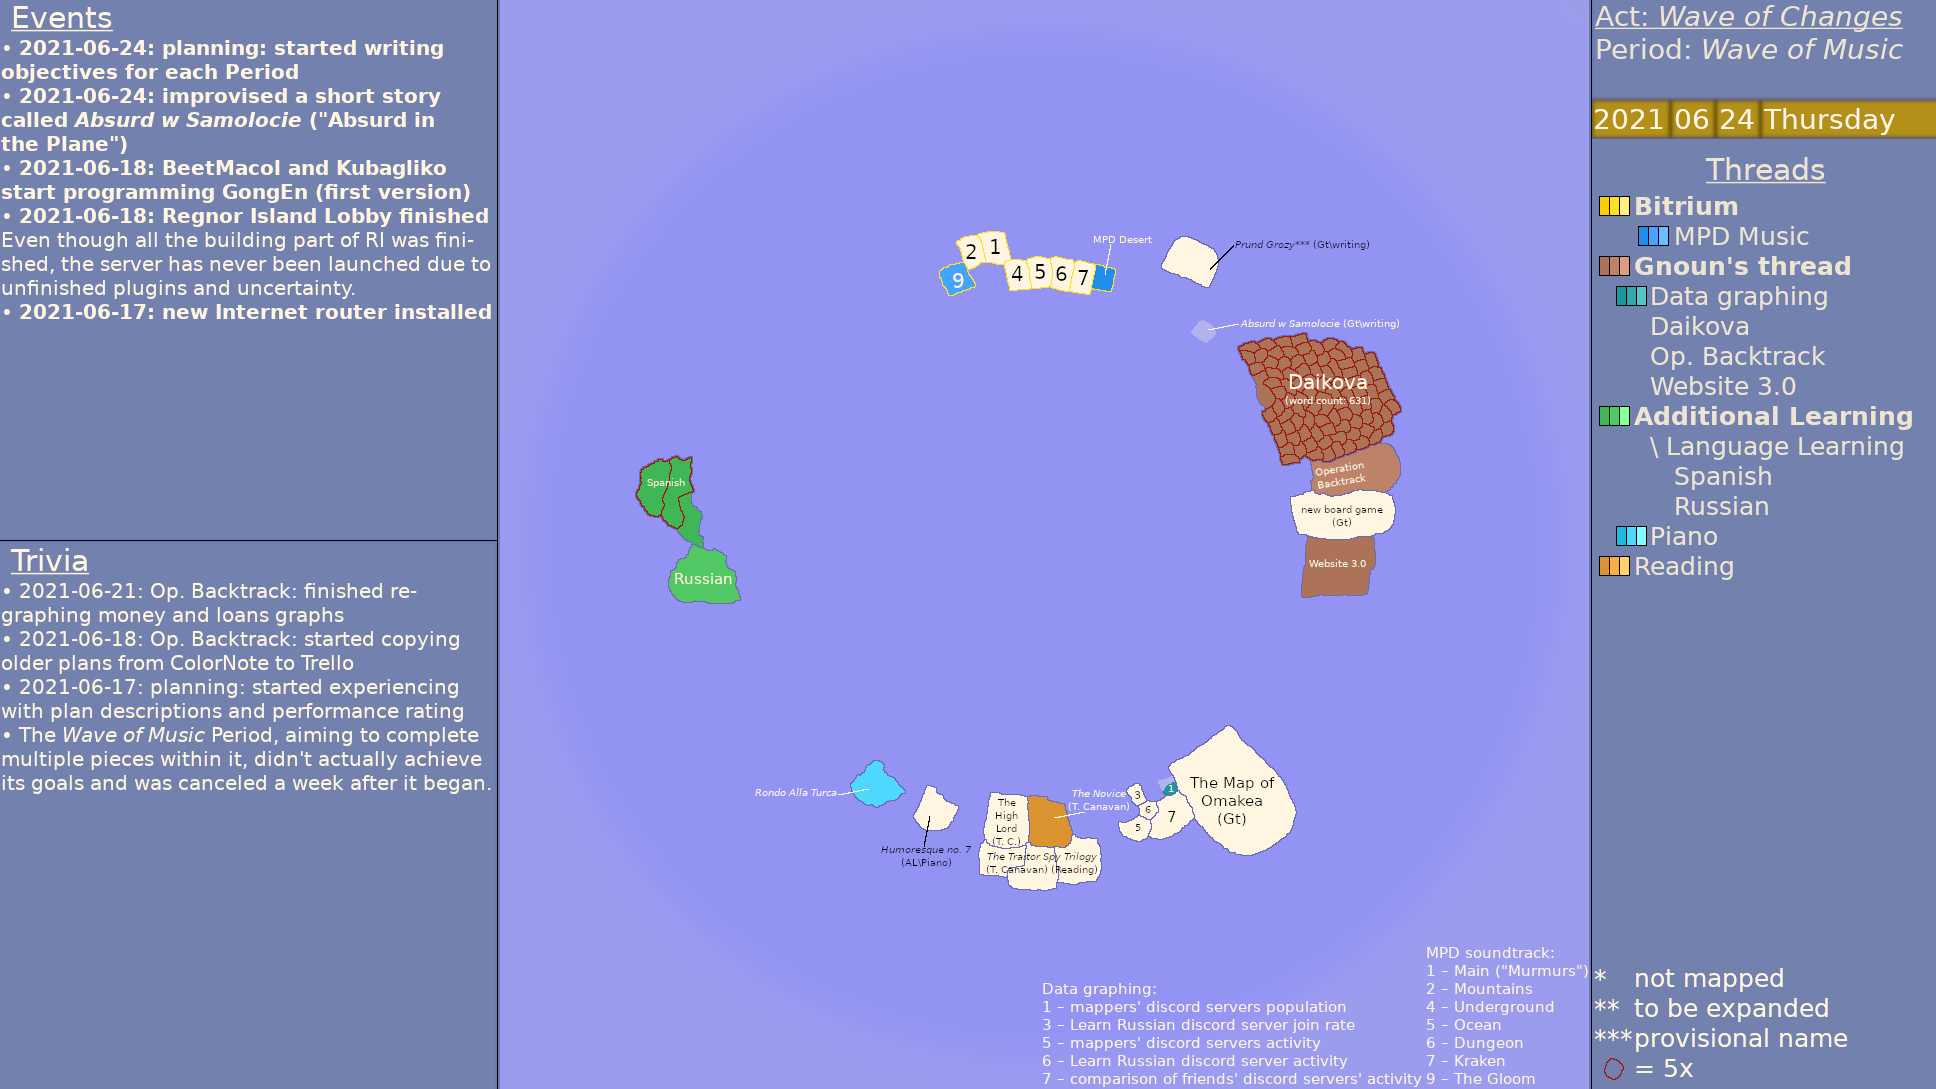 Events
• 2021-06-24: planning: started writing
objectives for each Period
• 2021-06-24: improvised a short story
called Absurd w Samolocie ("Absurd in
the Plane")
• 2021-06-18: BeetMacol and Kubagliko
start programming GongEn (first version)
• 2021-06-18: Regnor Island Lobby finished
Even though all the building part of RI was fini-
shed, the server has never been launched due to
unfinished plugins and uncertainty.
• 2021-06-17: new Internet router installed
Trivia
• 2021-06-21: Op. Backtrack: finished re-
graphing money and loans graphs
• 2021-06-18: Op. Backtrack: started copying
older plans from ColorNote to Trello
• 2021-06-17: planning: started experiencing
with plan descriptions and performance rating
• The Wave of Music Period, aiming to complete
multiple pieces within it, didn't actually achieve
its goals and was canceled a week after it began.
2 1
9
4 5 6 7
MPD Desert
Prund Grozy*** (Gt\writing)
Absurd w Samolocie (Gt\writing)
Daikova
(word count: 631)
Operation
Backtrack
new board game
(Gt)
Website 3.0
Spanish
Russian
Rondo Alla Turca
Humoresque no. 7
(AL\Piano)
The
High
Lord
(T. C.)
The Novice
(T. Canavan)
The Traitor Spy Trilogy
(T. Canavan) (Reading)
3
6
5
7
1
The Map of
Omakea
(Gt)
Data graphing:
1 – mappers' discord servers population
3 – Learn Russian discord server join rate
5 – mappers' discord servers activity
6 – Learn Russian discord server activity
7 – comparison of friends' discord servers' activity
MPD soundtrack:
1 – Main ("Murmurs")
2 – Mountains
4 – Underground
5 – Ocean
6 – Dungeon
7 – Kraken
9 – The Gloom
Act: Wave of Changes
Period: Wave of Music
2021 06 24 Thursday
Threads
Bitrium
MPD Music
Gnoun's thread
Data graphing
Daikova
Op. Backtrack
Website 3.0
Additional Learning
\ Language Learning
Spanish
Russian
Piano
Reading
* not mapped
** to be expanded
*** provisional name
= 5x